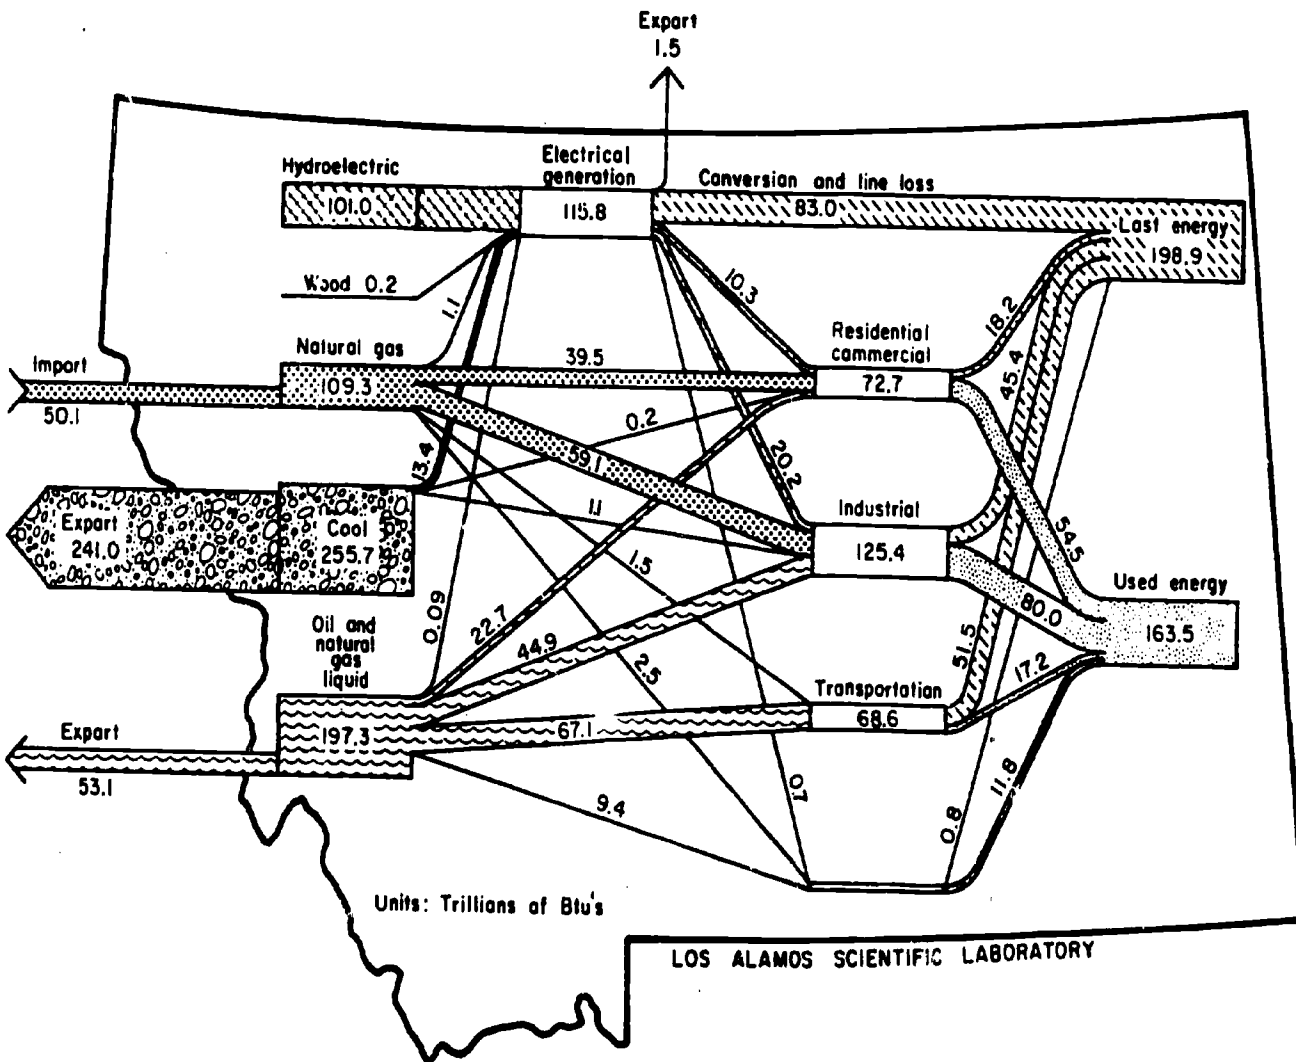 Export
1.5
Hydroelectric
101.0
Electrical
generation
115.8
Conversion and line loss
83.0
Lost energy
198.9
Wood 0.2
1.1
10.3
18.2
Import
50.1
Natural gas
109.3
39.5
Residential
commercial
72.7
45.4
0.2
13.4
59.1
20.2
Export
241.0
Coal
255.7
1.1
Industrial
125.4
54.5
1.5
Used energy
163.5
80.0
0.09
22.7
Oil and
natural
gas
liquid
197.3
44.9
2.5
51.5
17.2
Transportation
68.6
67.1
Export
53.1
9.4
0.7
0.8
11.8
Units: Trillions of Btu's
LOS ALAMOS SCIENTIFIC LABORATORY